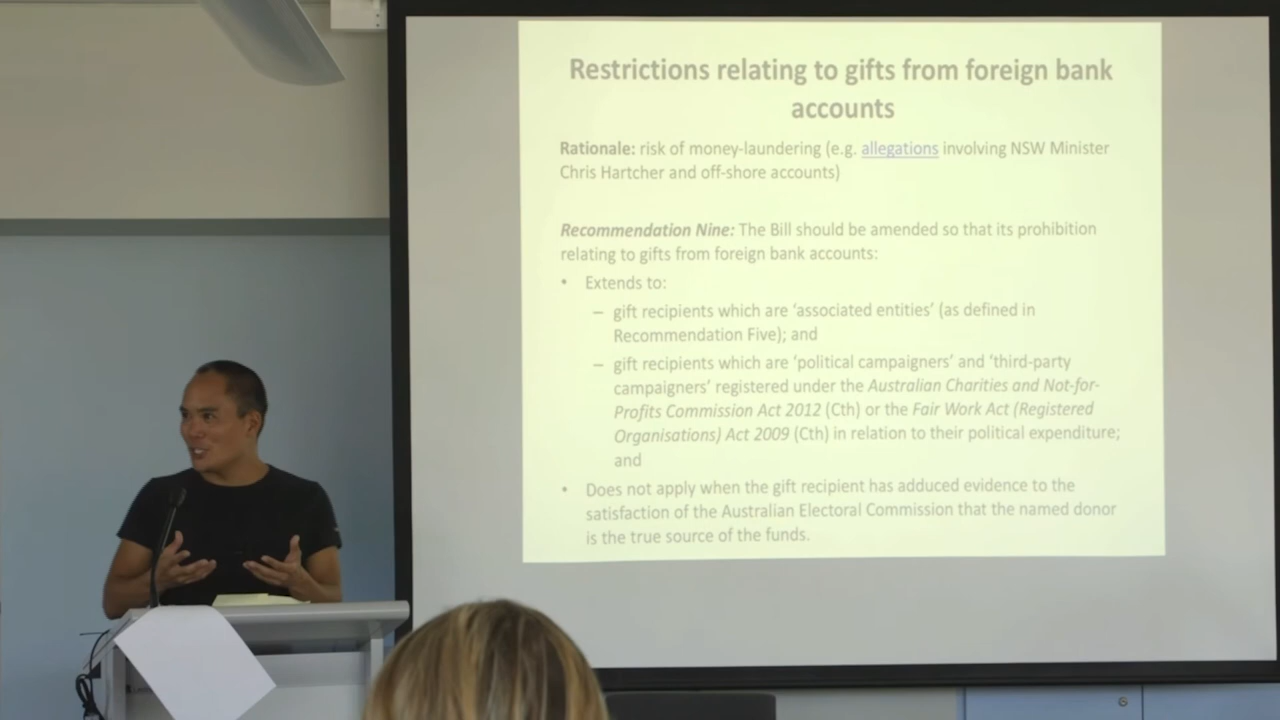 Restrictions relating to gifts from foreign bank
accounts
Rationale: risk of money-laundering (e.g. allegations involving NSW Minister
Chris Hartcher and off-shore accounts)
Recommendation Nine: The Bill should be amended so that its prohibition
relating to gifts from foreign bank accounts:
• Extends to:
– gift recipients which are ‘associated entities’ (as defined in
Recommendation Five); and
– gift recipients which are ‘political campaigners’ and ‘third-party
campaigners’ registered under the Australian Charities and Not-for-
Profits Commission Act 2012 (Cth) or the Fair Work Act (Registered
Organisations) Act 2009 (Cth) in relation to their political expenditure;
and
• Does not apply when the gift recipient has adduced evidence to the
satisfaction of the Australian Electoral Commission that the named donor
is the true source of the funds.